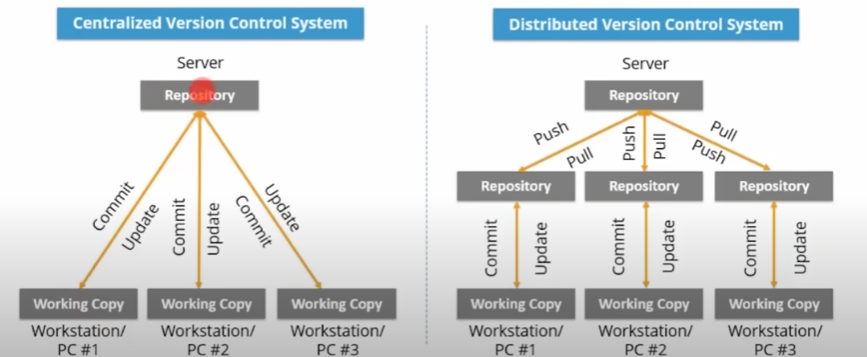 Centralized Version Control System
Server
Repository
Commit
Update
Commit
Update
Update
Commit
Working Copy
Working Copy
Working Copy
Workstation/
PC #1
Workstation/
PC #2
Workstation/
PC #3
Distributed Version Control System
Server
Repository
Push
Pull
Push
Pull
Pull
Push
Repository
Repository
Repository
Commit
Update
Commit
Update
Commit
Update
Working Copy
Working Copy
Working Copy
Workstation/
PC #1
Workstation/
PC #2
Workstation/
PC #3